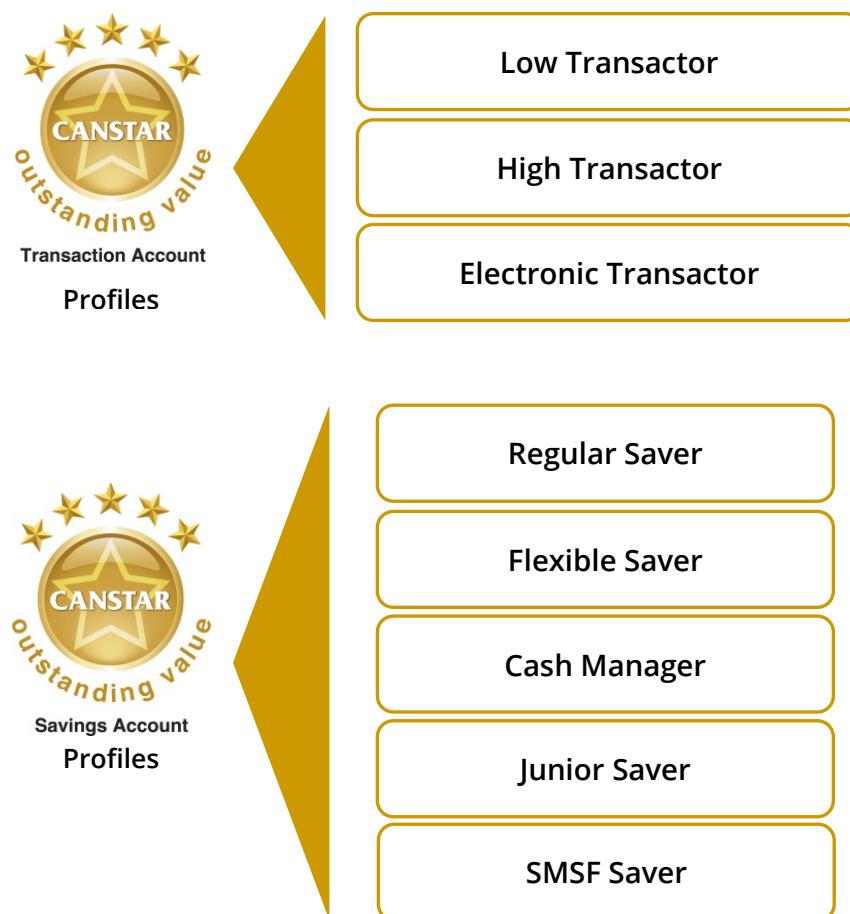 CANSTAR
outstanding value
Transaction Account
Profiles
Low Transactor
High Transactor
Electronic Transactor
CANSTAR
outstanding value
Savings Account
Profiles
Regular Saver
Flexible Saver
Cash Manager
Junior Saver
SMSF Saver